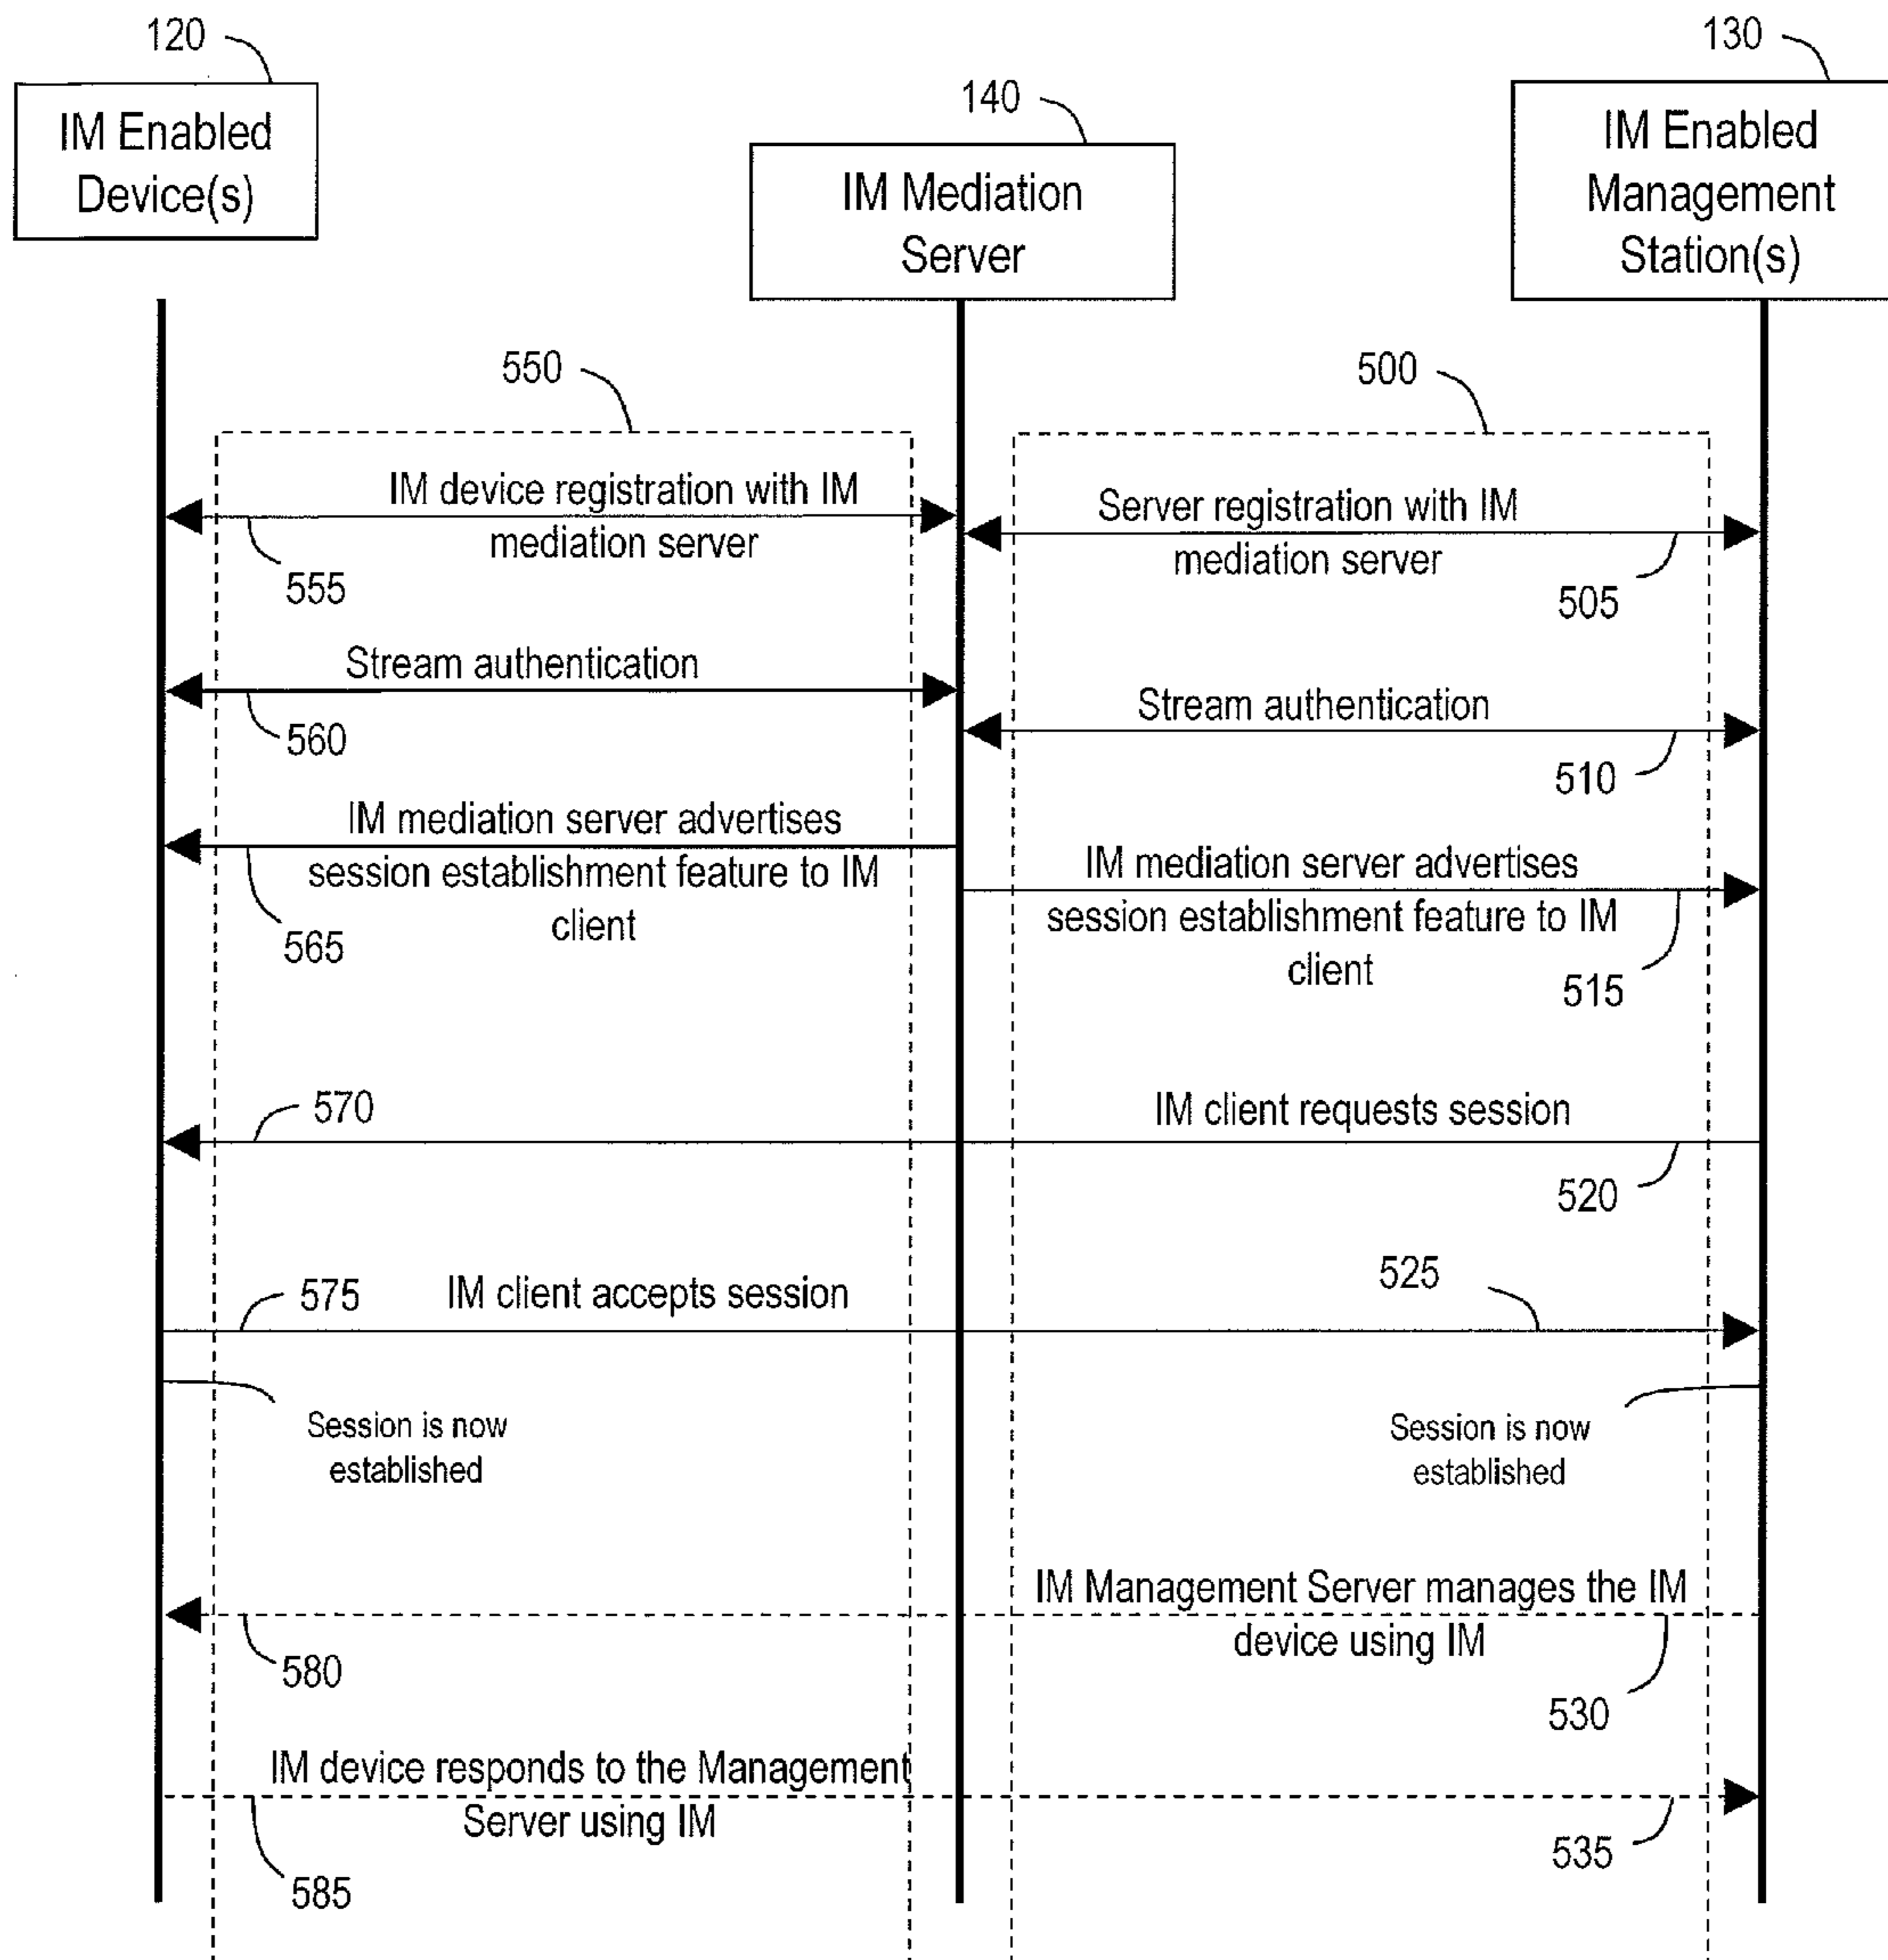 120
IM Enabled
Device(s)
140
IM Mediation
Server
130
IM Enabled
Management
Station(s)
550
500
IM device registration with IM
mediation server
555
Server registration with IM
mediation server
505
Stream authentication
560
Stream authentication
510
IM mediation server advertises
session establishment feature to IM
client
565
IM mediation server advertises
session establishment feature to IM
client
515
570
IM client requests session
520
575
IM client accepts session
525
Session is now
established
Session is now
established
IM Management Server manages the IM
device using IM
580
530
IM device responds to the Management
Server using IM
585
535